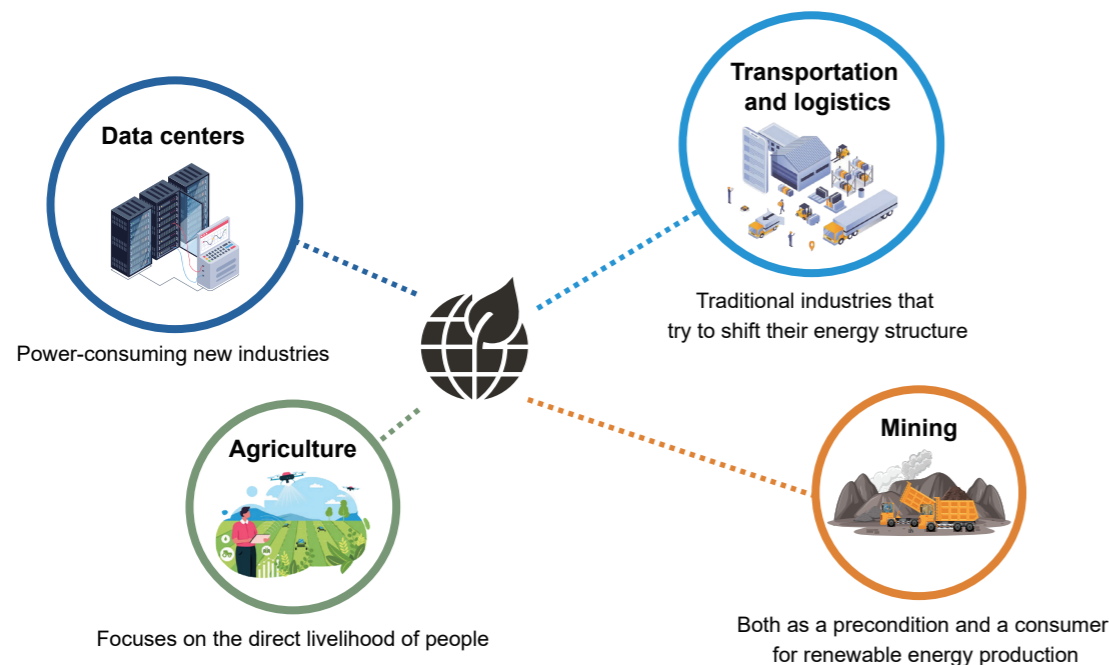 Data centers
Power-consuming new industries
Transportation
and logistics
Traditional industries that
try to shift their energy structure
Agriculture
Focuses on the direct livelihood of people
Mining
Both as a precondition and a consumer
for renewable energy production